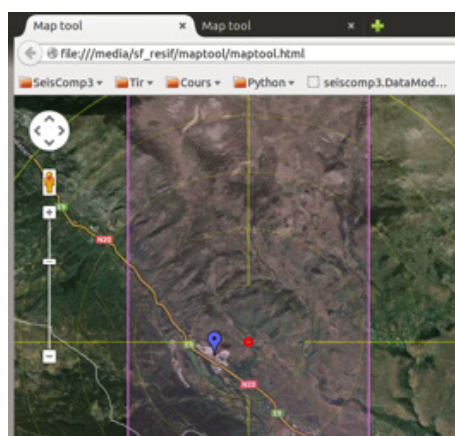 Map tool × Map tool ×
file:///media/sf_resif/maptool/maptool.html
SeisComp3 Tir Cours Python seiscomp3.DataMod...
E9
N20
E9
N20
E9